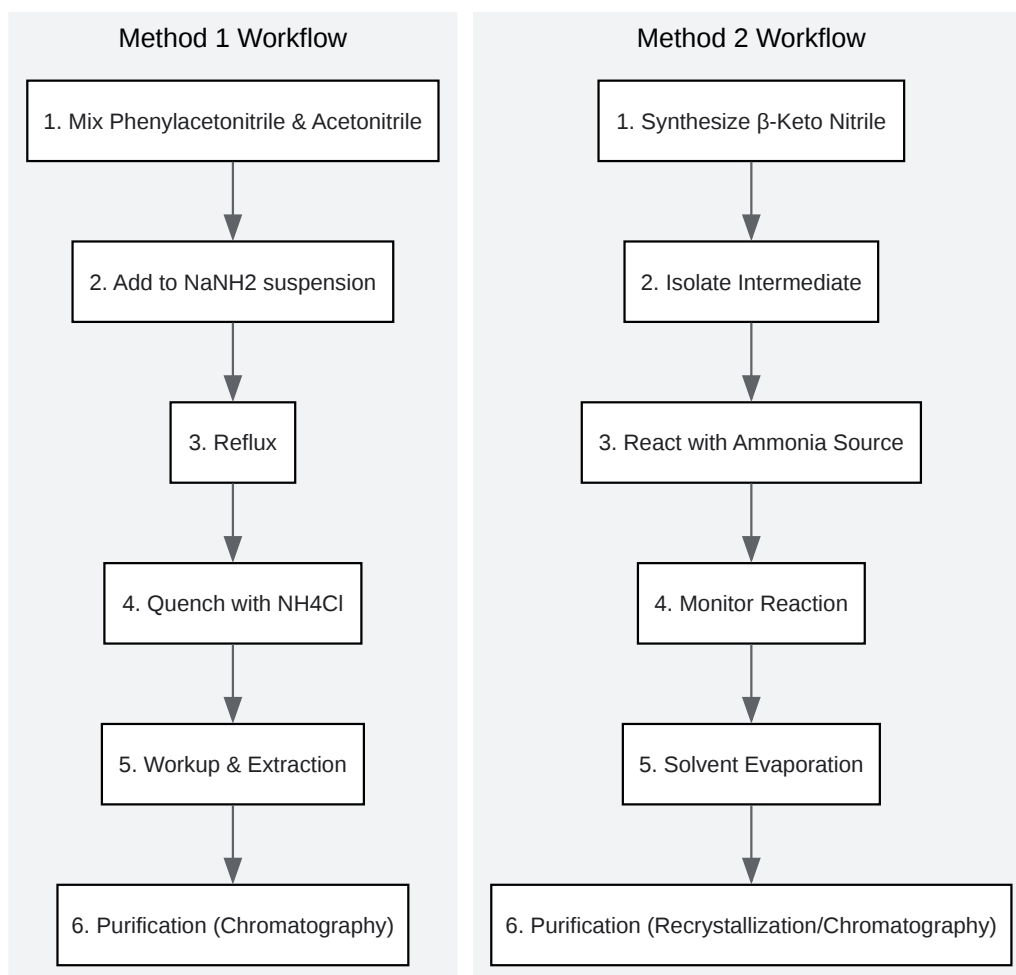 Method 1 Workflow
1. Mix Phenylacetonitrile & Acetonitrile
2. Add to NaNH2 suspension
3. Reflux
4. Quench with NH4Cl
5. Workup & Extraction
6. Purification (Chromatography)
Method 2 Workflow
1. Synthesize β-Keto Nitrile
2. Isolate Intermediate
3. React with Ammonia Source
4. Monitor Reaction
5. Solvent Evaporation
6. Purification (Recrystallization/Chromatography)